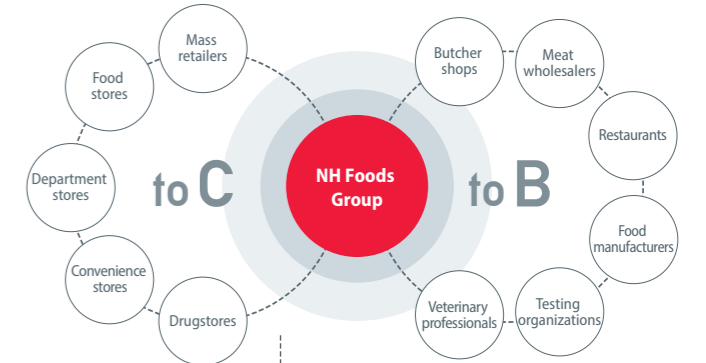 Mass
retailers
Food
stores
Department
stores
Convenience
stores
Drugstores
to C
NH Foods
Group
to B
Butcher
shops
Meat
wholesalers
Restaurants
Food
manufacturers
Testing
organizations
Veterinary
professionals